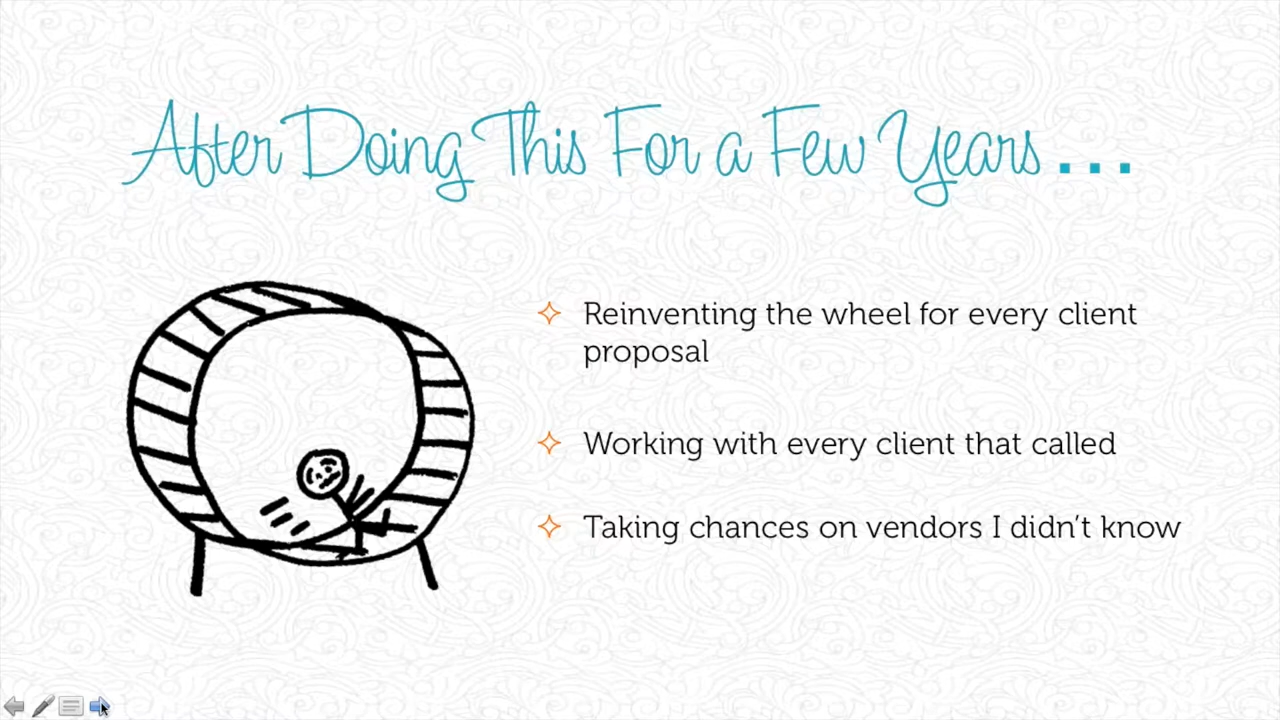 After Doing This For a Few Years...
Reinventing the wheel for every client
proposal
Working with every client that called
Taking chances on vendors I didn’t know